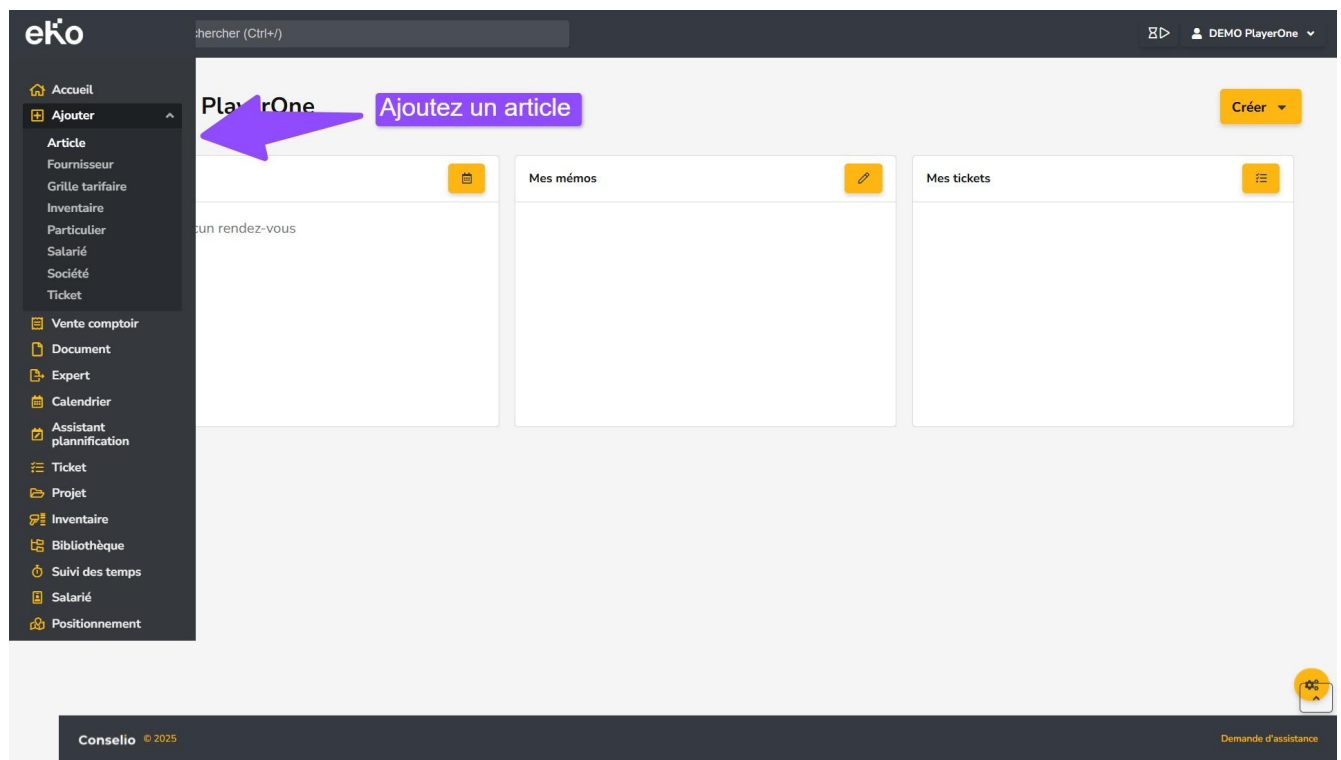 eko
chercher (Ctrl+/)
DEMO PlayerOne
Accueil
Ajouter
Article
Fournisseur
Grille tarifaire
Inventaire
Particulier
Salarié
Société
Ticket
Vente comptoir
Document
Expert
Calendrier
Assistant
plannification
Ticket
Projet
Inventaire
Bibliothèque
Suivi des temps
Salarié
Positionnement
PlayerOne
Ajoutez un article
Créer
cun rendez-vous
Mes mémos
Mes tickets
Conselio © 2025
Demande d'assistance